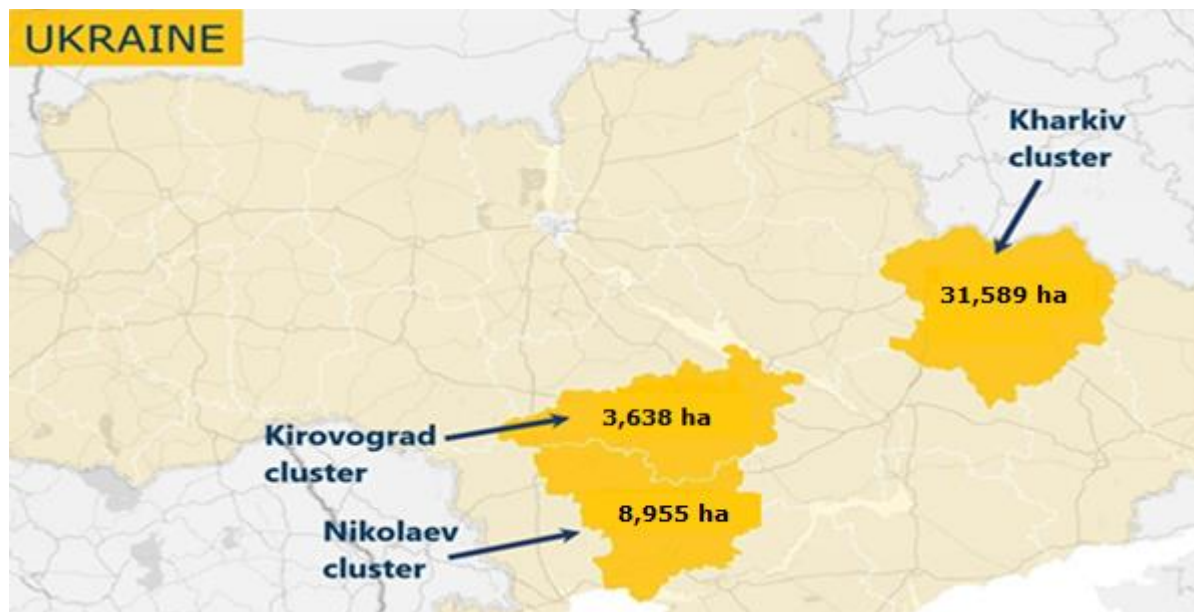 UKRAINE
Kharkiv
cluster
31,589 ha
3,638 ha
Kirovograd
cluster
8,955 ha
Nikolaev
cluster